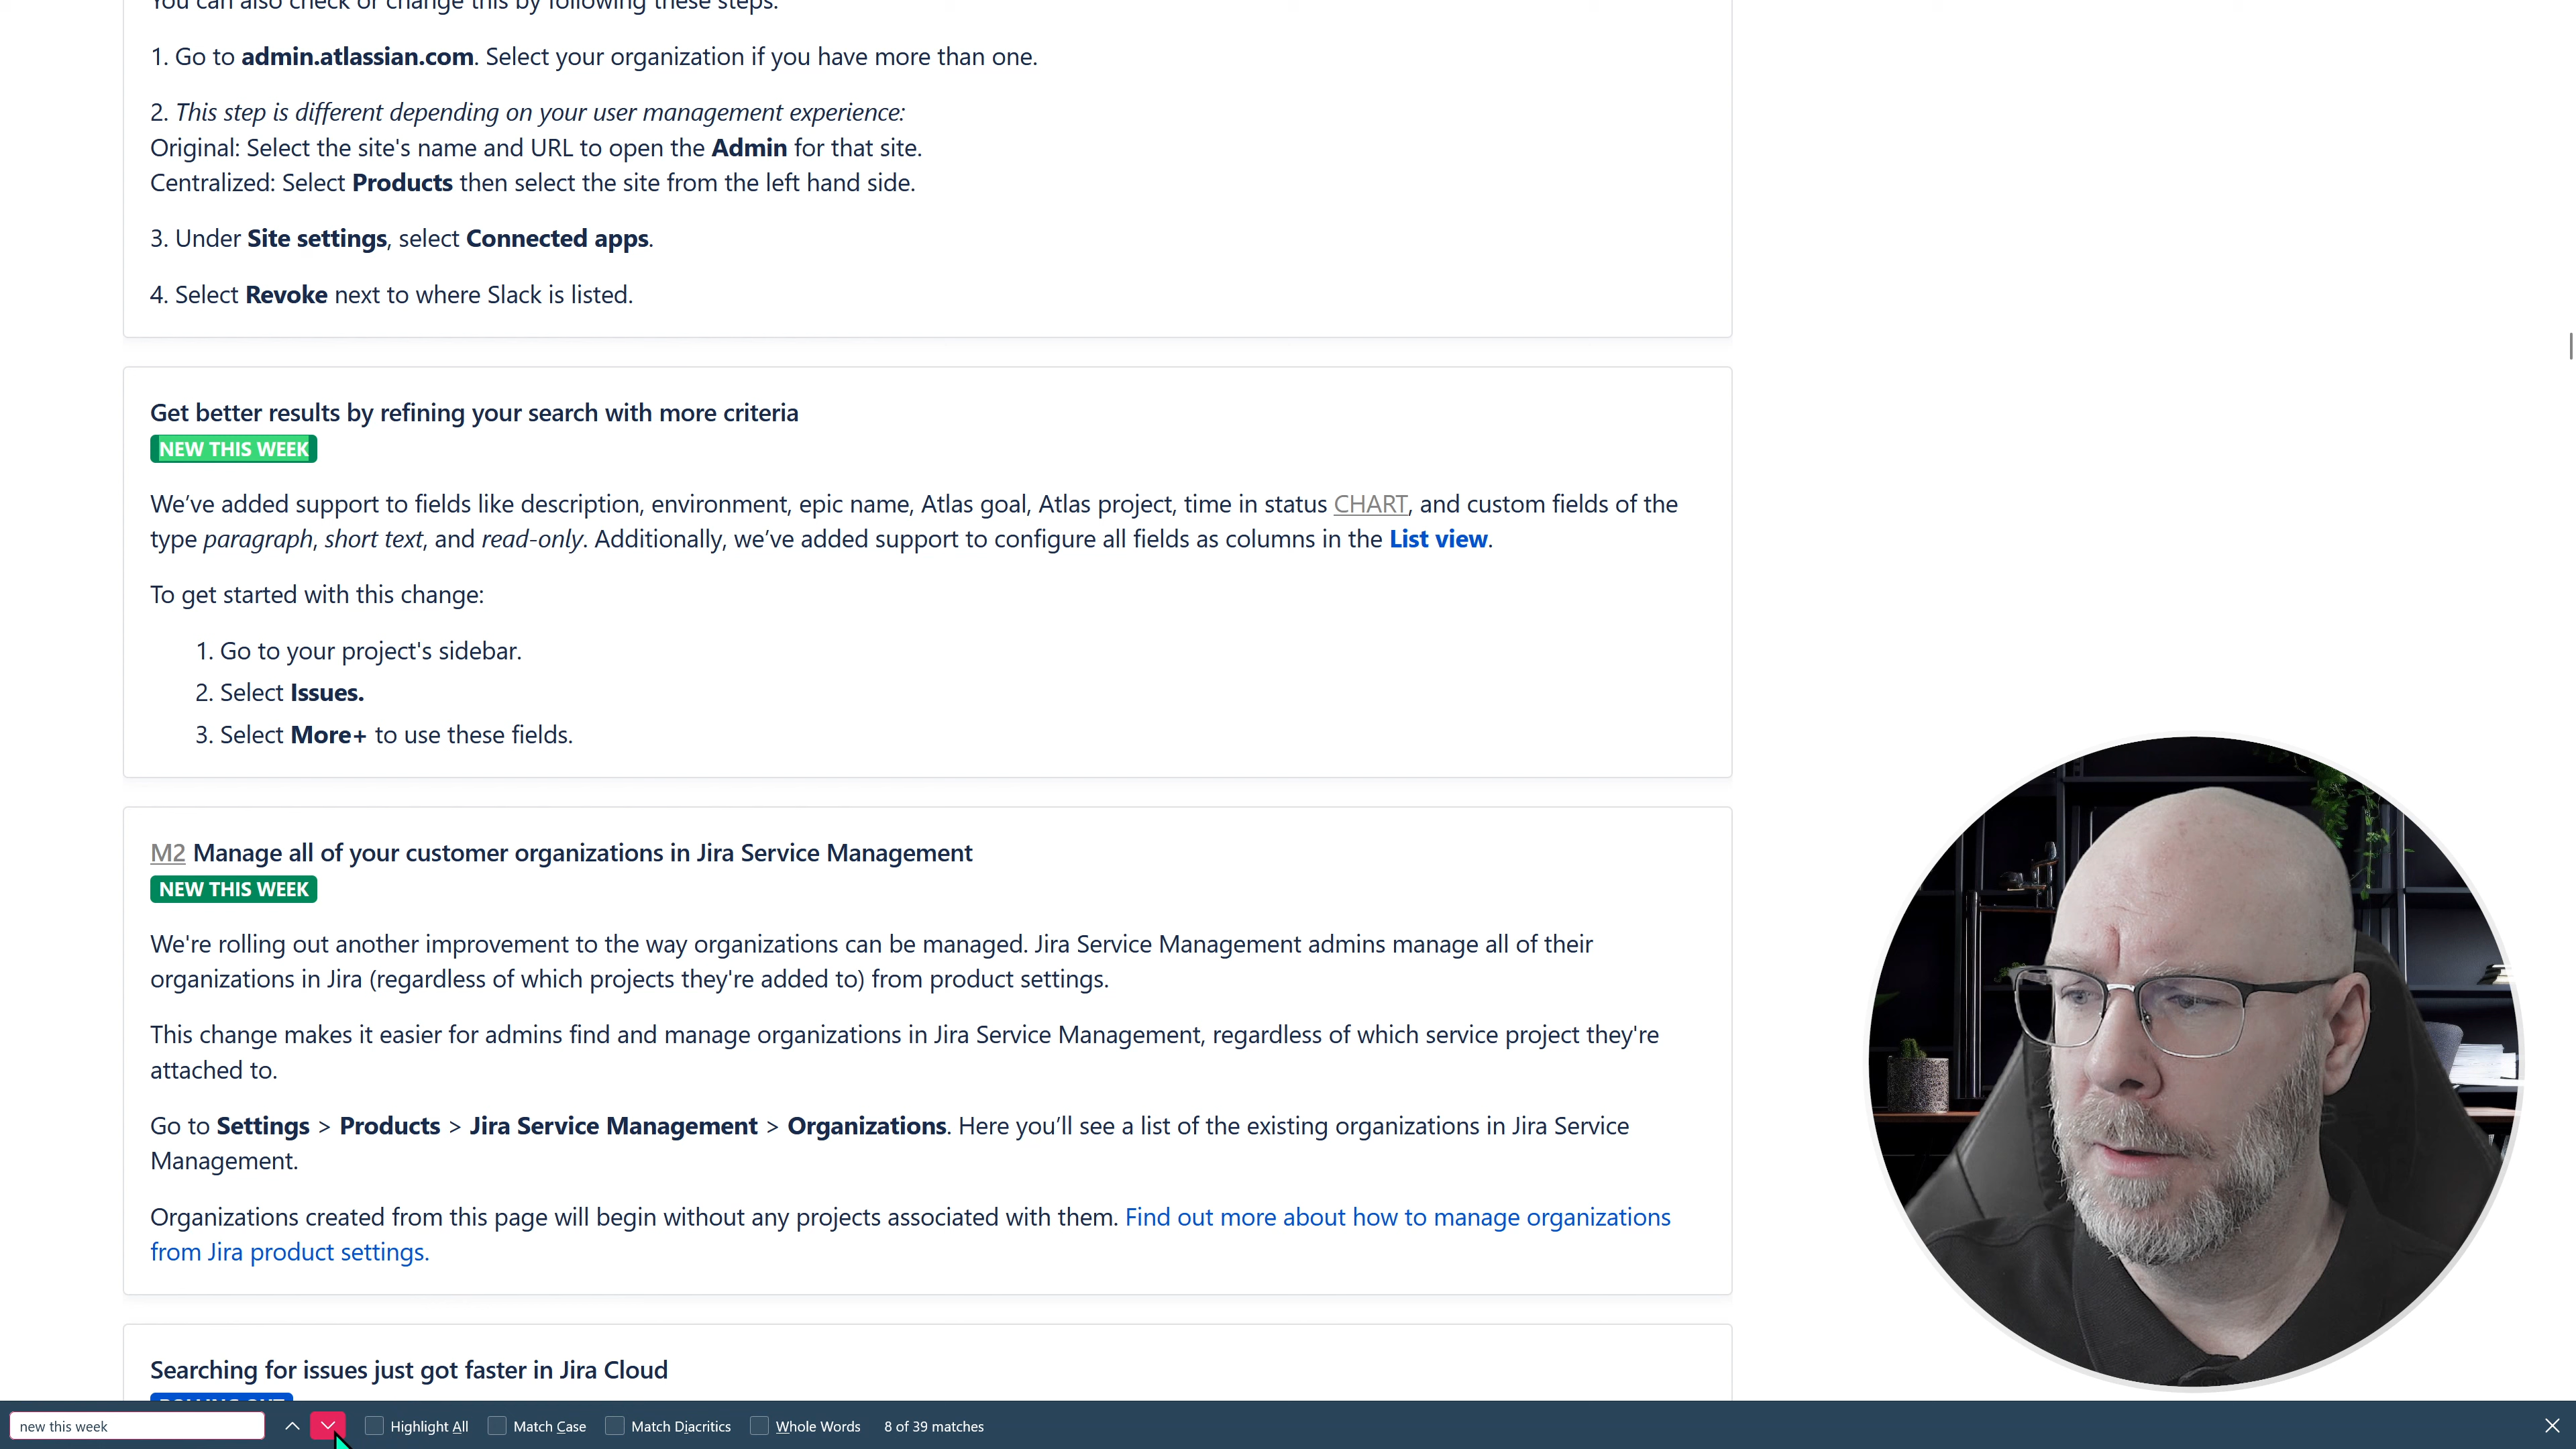 You can also check or change this by following these steps.
1. Go to admin.atlassian.com. Select your organization if you have more than one.
2. This step is different depending on your user management experience:
Original: Select the site's name and URL to open the Admin for that site.
Centralized: Select Products then select the site from the left hand side.
3. Under Site settings, select Connected apps.
4. Select Revoke next to where Slack is listed.
Get better results by refining your search with more criteria
NEW THIS WEEK
We’ve added support to fields like description, environment, epic name, Atlas goal, Atlas project, time in status CHART, and custom fields of the
type paragraph, short text, and read-only. Additionally, we’ve added support to configure all fields as columns in the List view.
To get started with this change:
1. Go to your project's sidebar.
2. Select Issues.
3. Select More+ to use these fields.
M2 Manage all of your customer organizations in Jira Service Management
NEW THIS WEEK
We're rolling out another improvement to the way organizations can be managed. Jira Service Management admins manage all of their
organizations in Jira (regardless of which projects they're added to) from product settings.
This change makes it easier for admins find and manage organizations in Jira Service Management, regardless of which service project they're
attached to.
Go to Settings > Products > Jira Service Management > Organizations. Here you’ll see a list of the existing organizations in Jira Service
Management.
Organizations created from this page will begin without any projects associated with them. Find out more about how to manage organizations
from Jira product settings.
Searching for issues just got faster in Jira Cloud
ROLLING OUT
new this week Highlight All Match Case Match Diacritics Whole Words 8 of 39 matches